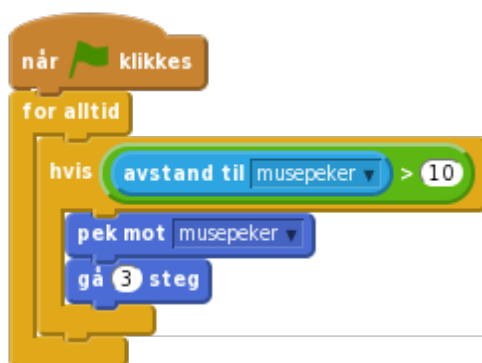 når klikkes
for alltid
hvis avstand til musepeker > 10
pek mot musepeker
gå 3 steg